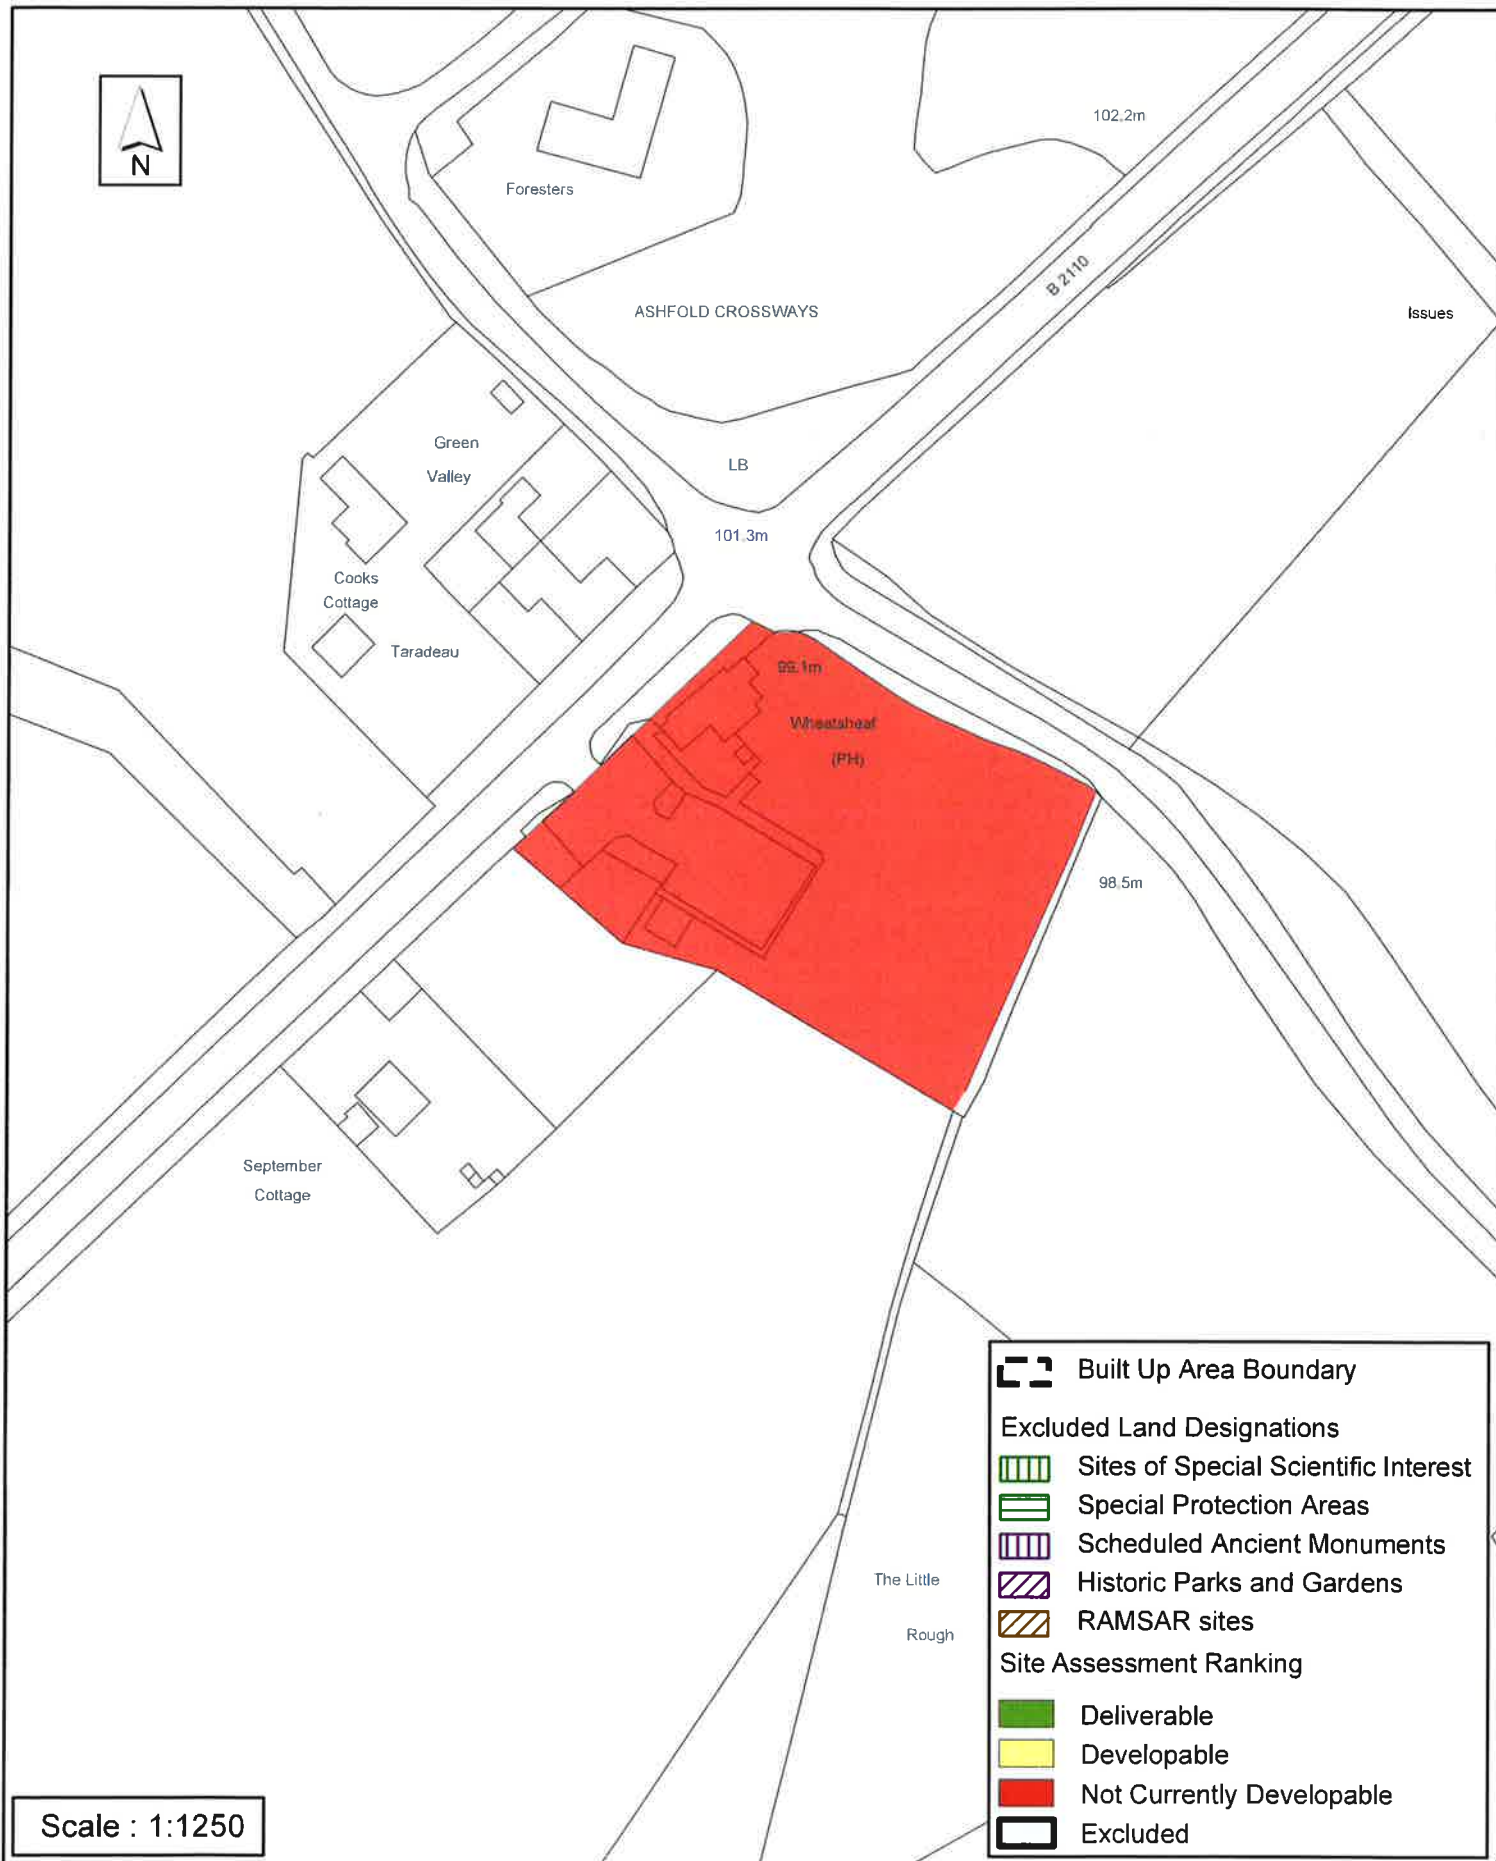 N
102.2m
Foresters
B 2110
ASHFOLD CROSSWAYS
Issues
Green
Valley
LB
101.3m
Cooks
Cottage
Taradeau
99.1m
Wheatsheaf
(PH)
98.5m
September
Cottage
The Little
Rough
Built Up Area Boundary
Excluded Land Designations
Sites of Special Scientific Interest
Special Protection Areas
Scheduled Ancient Monuments
Historic Parks and Gardens
RAMSAR sites
Site Assessment Ranking
Deliverable
Developable
Not Currently Developable
Excluded
Scale : 1:1250